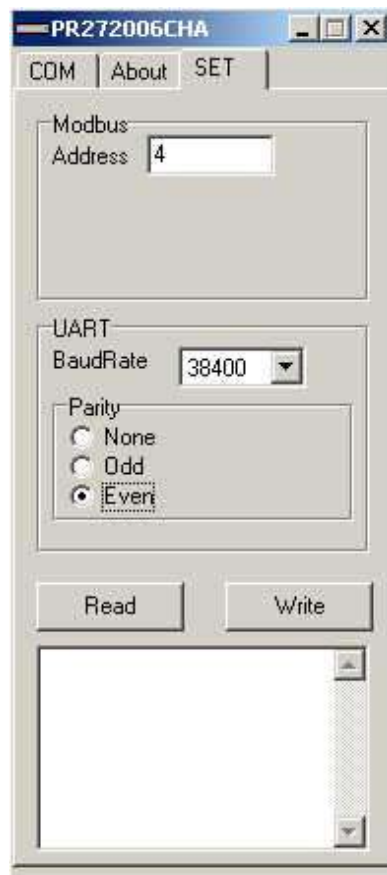 PR272006CHA
COM About SET
Modbus
Address 4
UART
BaudRate 38400
Parity
None
Odd
Even
Read Write